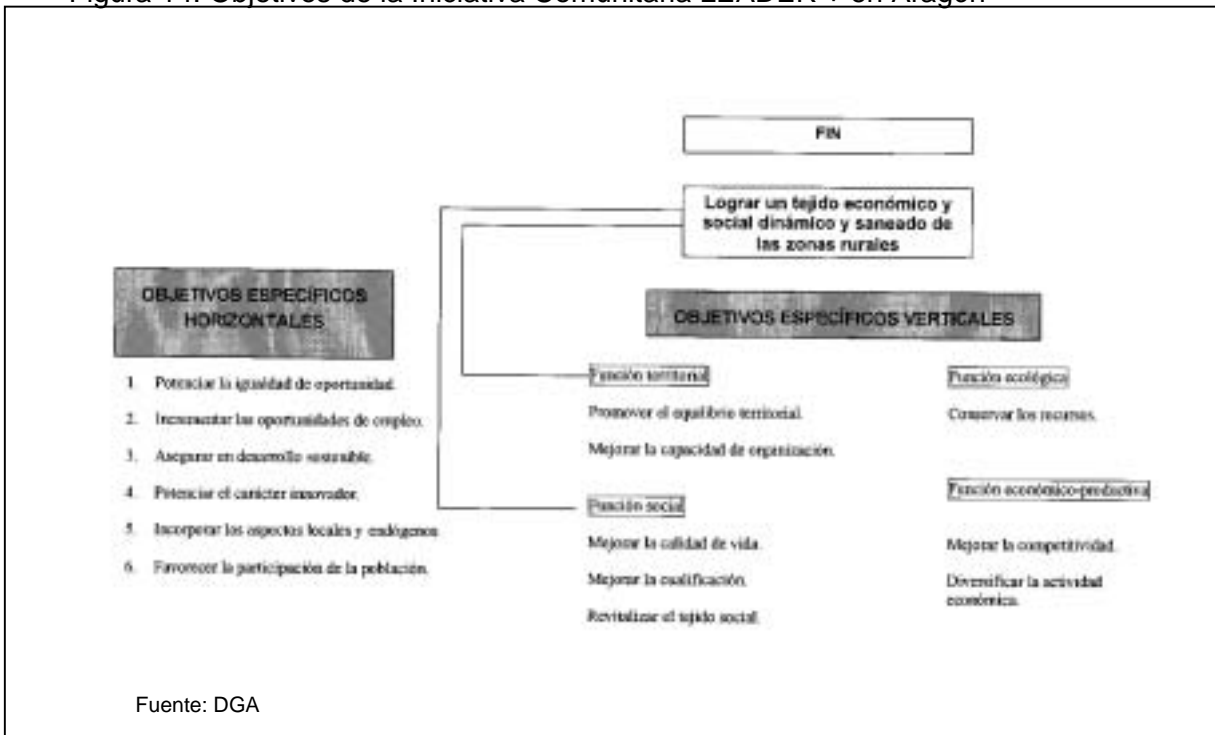 Objetivos de la Iniciativa Comunitaria LEADER + en Aragón
FIN
Lograr un tejido económico y
social dinámico y saneado de
las zonas rurales
OBJETIVOS ESPECÍFICOS
HORIZONTALES
1. Potenciar la igualdad de oportunidad.
2. Incrementar las oportunidades de empleo.
3. Asegurar un desarrollo sostenible.
4. Potenciar el carácter innovador.
5. Incorporar los aspectos locales y endógenos
6. Favorecer la participación de la población.
OBJETIVOS ESPECÍFICOS VERTICALES
Función territorial
Promover el equilibrio territorial.
Mejorar la capacidad de organización.
Función social
Mejorar la calidad de vida.
Mejorar la cualificación.
Revitalizar el tejido social.
Función ecológica
Conservar los recursos.
Función económico-productiva
Mejorar la competitividad.
Diversificar la actividad
económica.
Fuente: DGA